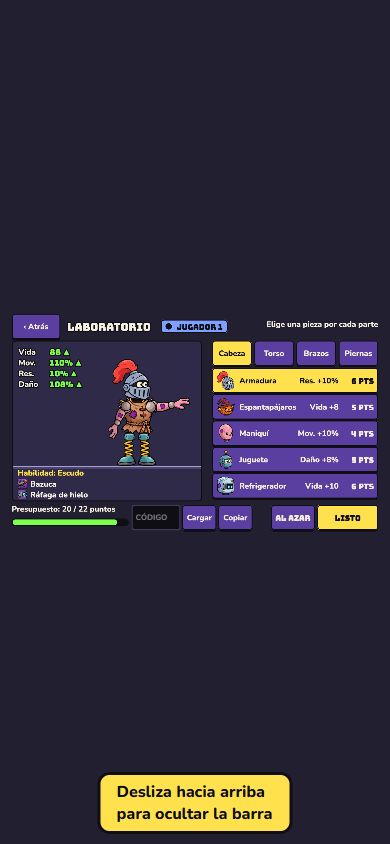 ‹ Atrás
LABORATORIO
JUGADOR 1
Elige una pieza por cada parte
Vida 88 ▲
Mov. 110% ▲
Res. 10% ▲
Daño 108% ▲
Habilidad: Escudo
Bazuca
Ráfaga de hielo
Cabeza Torso Brazos Piernas
Armadura Res. +10% 6 PTS
Espantapájaros Vida +8 5 PTS
Maniquí Mov. +10% 4 PTS
Juguete Daño +8% 5 PTS
Refrigerador Vida +10 6 PTS
Presupuesto: 20 / 22 puntos
CÓDIGO
Cargar
Copiar
AL AZAR
LISTO
Desliza hacia arriba
para ocultar la barra